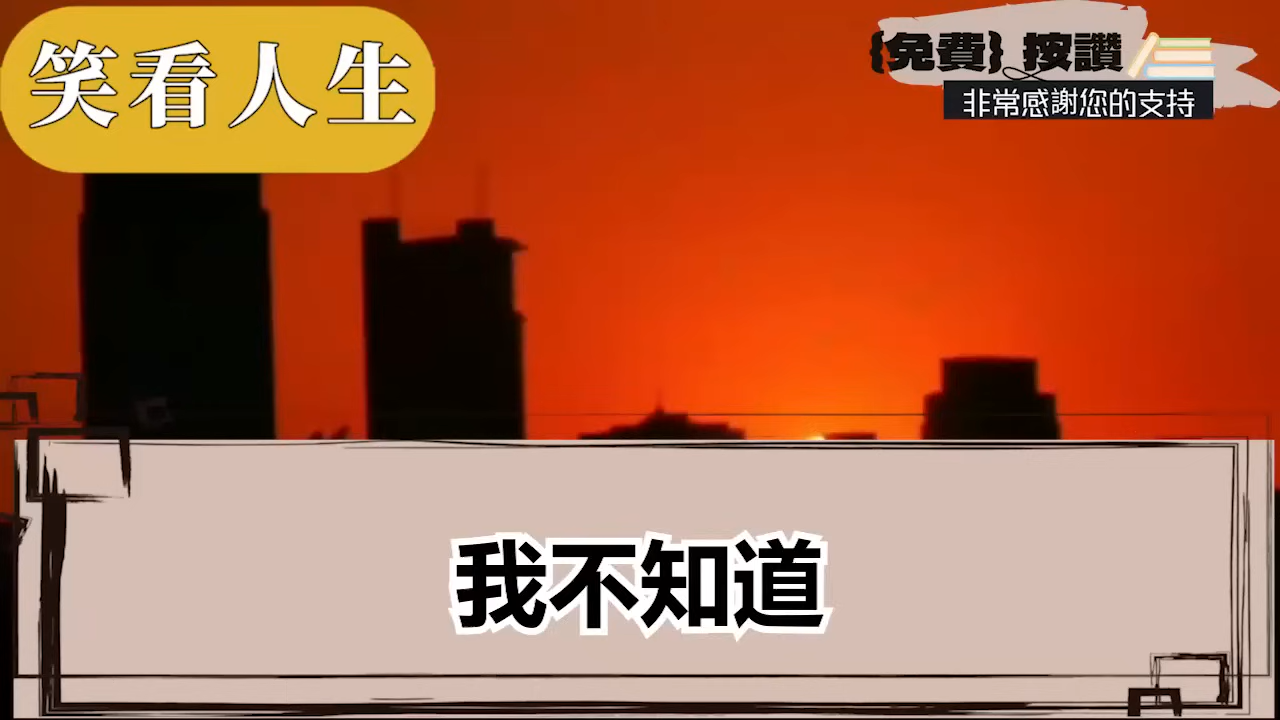 笑看人生
{免費} 按讚
非常感謝您的支持
我不知道